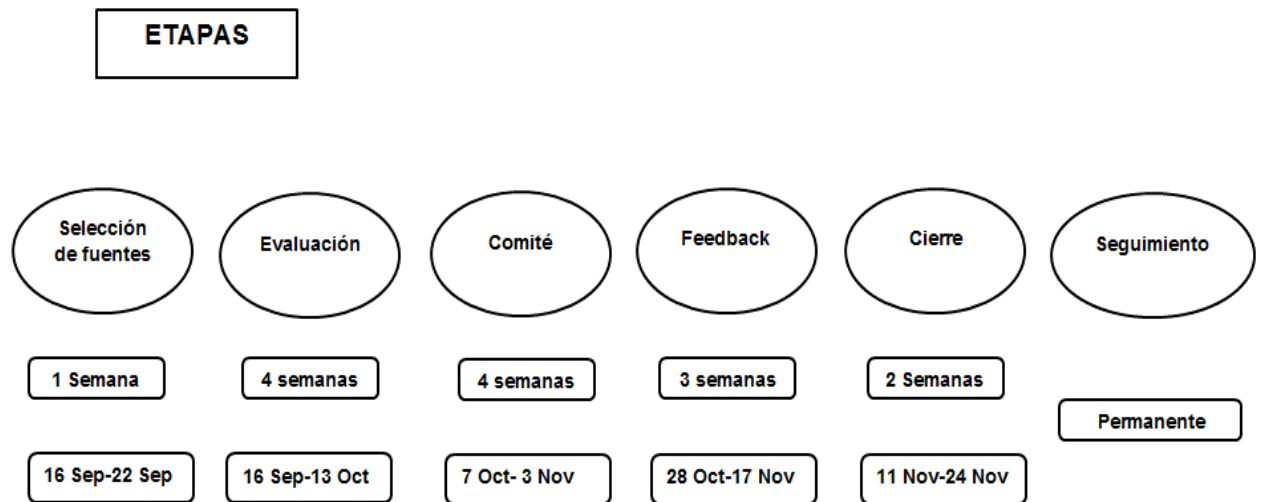 ETAPAS
Selección
de fuentes
Evaluación
Comité
Feedback
Cierre
Seguimiento
1 Semana
4 semanas
4 semanas
3 semanas
2 Semanas
Permanente
16 Sep-22 Sep
16 Sep-13 Oct
7 Oct- 3 Nov
28 Oct-17 Nov
11 Nov-24 Nov